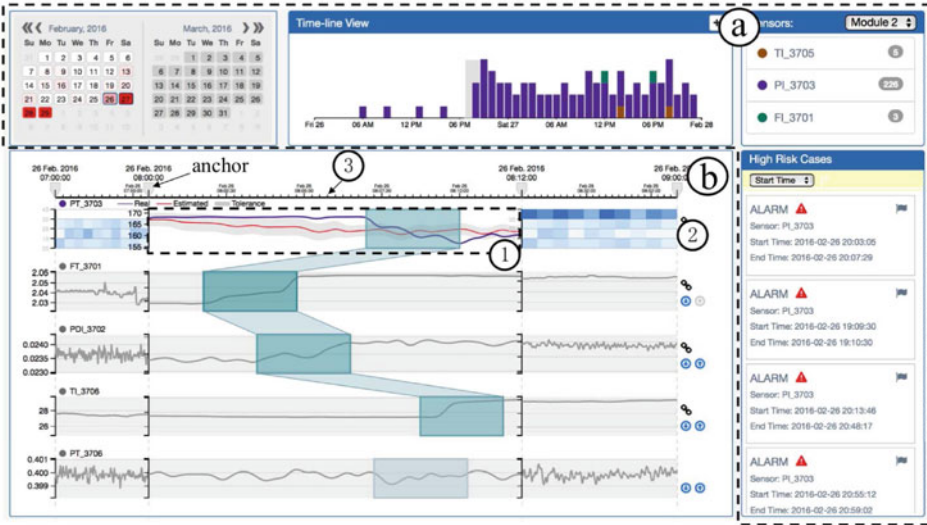 February, 2016
March, 2016
Su Mo Tu We Th Fr Sa
Su Mo Tu We Th Fr Sa
1 2 3 4 5 6
1 2 3 4 5
7 8 9 10 11 12 13
6 7 8 9 10 11 12
14 15 16 17 18 19 20
13 14 15 16 17 18 19
21 22 23 24 25 26 27
20 21 22 23 24 25 26
28 29
27 28 29 30 31
Time-line View
+
a
Fri 26 06 AM 12 PM 06 PM Sat 27 06 AM 12 PM 06 PM Feb 28
ensors: Module 2
TI_3705 5
PI_3703 226
FI_3701 3
26 Feb. 2016
07:00:00
26 Feb. 2016
08:00:00
anchor
3
26 Feb. 2016
08:12:00
26 Feb. 2016
09:00:0
b
PT_3703 Real Estimated Tolerance
170
165
160
155
1
2
FT_3701
2.05
2.04
2.03
PDI_3702
0.0240
0.0235
0.0230
TI_3706
28
26
PT_3706
0.401
0.400
0.399
High Risk Cases
Start Time
ALARM
Sensor: PI_3703
Start Time: 2016-02-26 20:03:05
End Time: 2016-02-26 20:07:29
ALARM
Sensor: PI_3703
Start Time: 2016-02-26 19:09:30
End Time: 2016-02-26 19:10:30
ALARM
Sensor: PI_3703
Start Time: 2016-02-26 20:13:46
End Time: 2016-02-26 20:48:17
ALARM
Sensor: PI_3703
Start Time: 2016-02-26 20:55:12
End Time: 2016-02-26 20:59:02